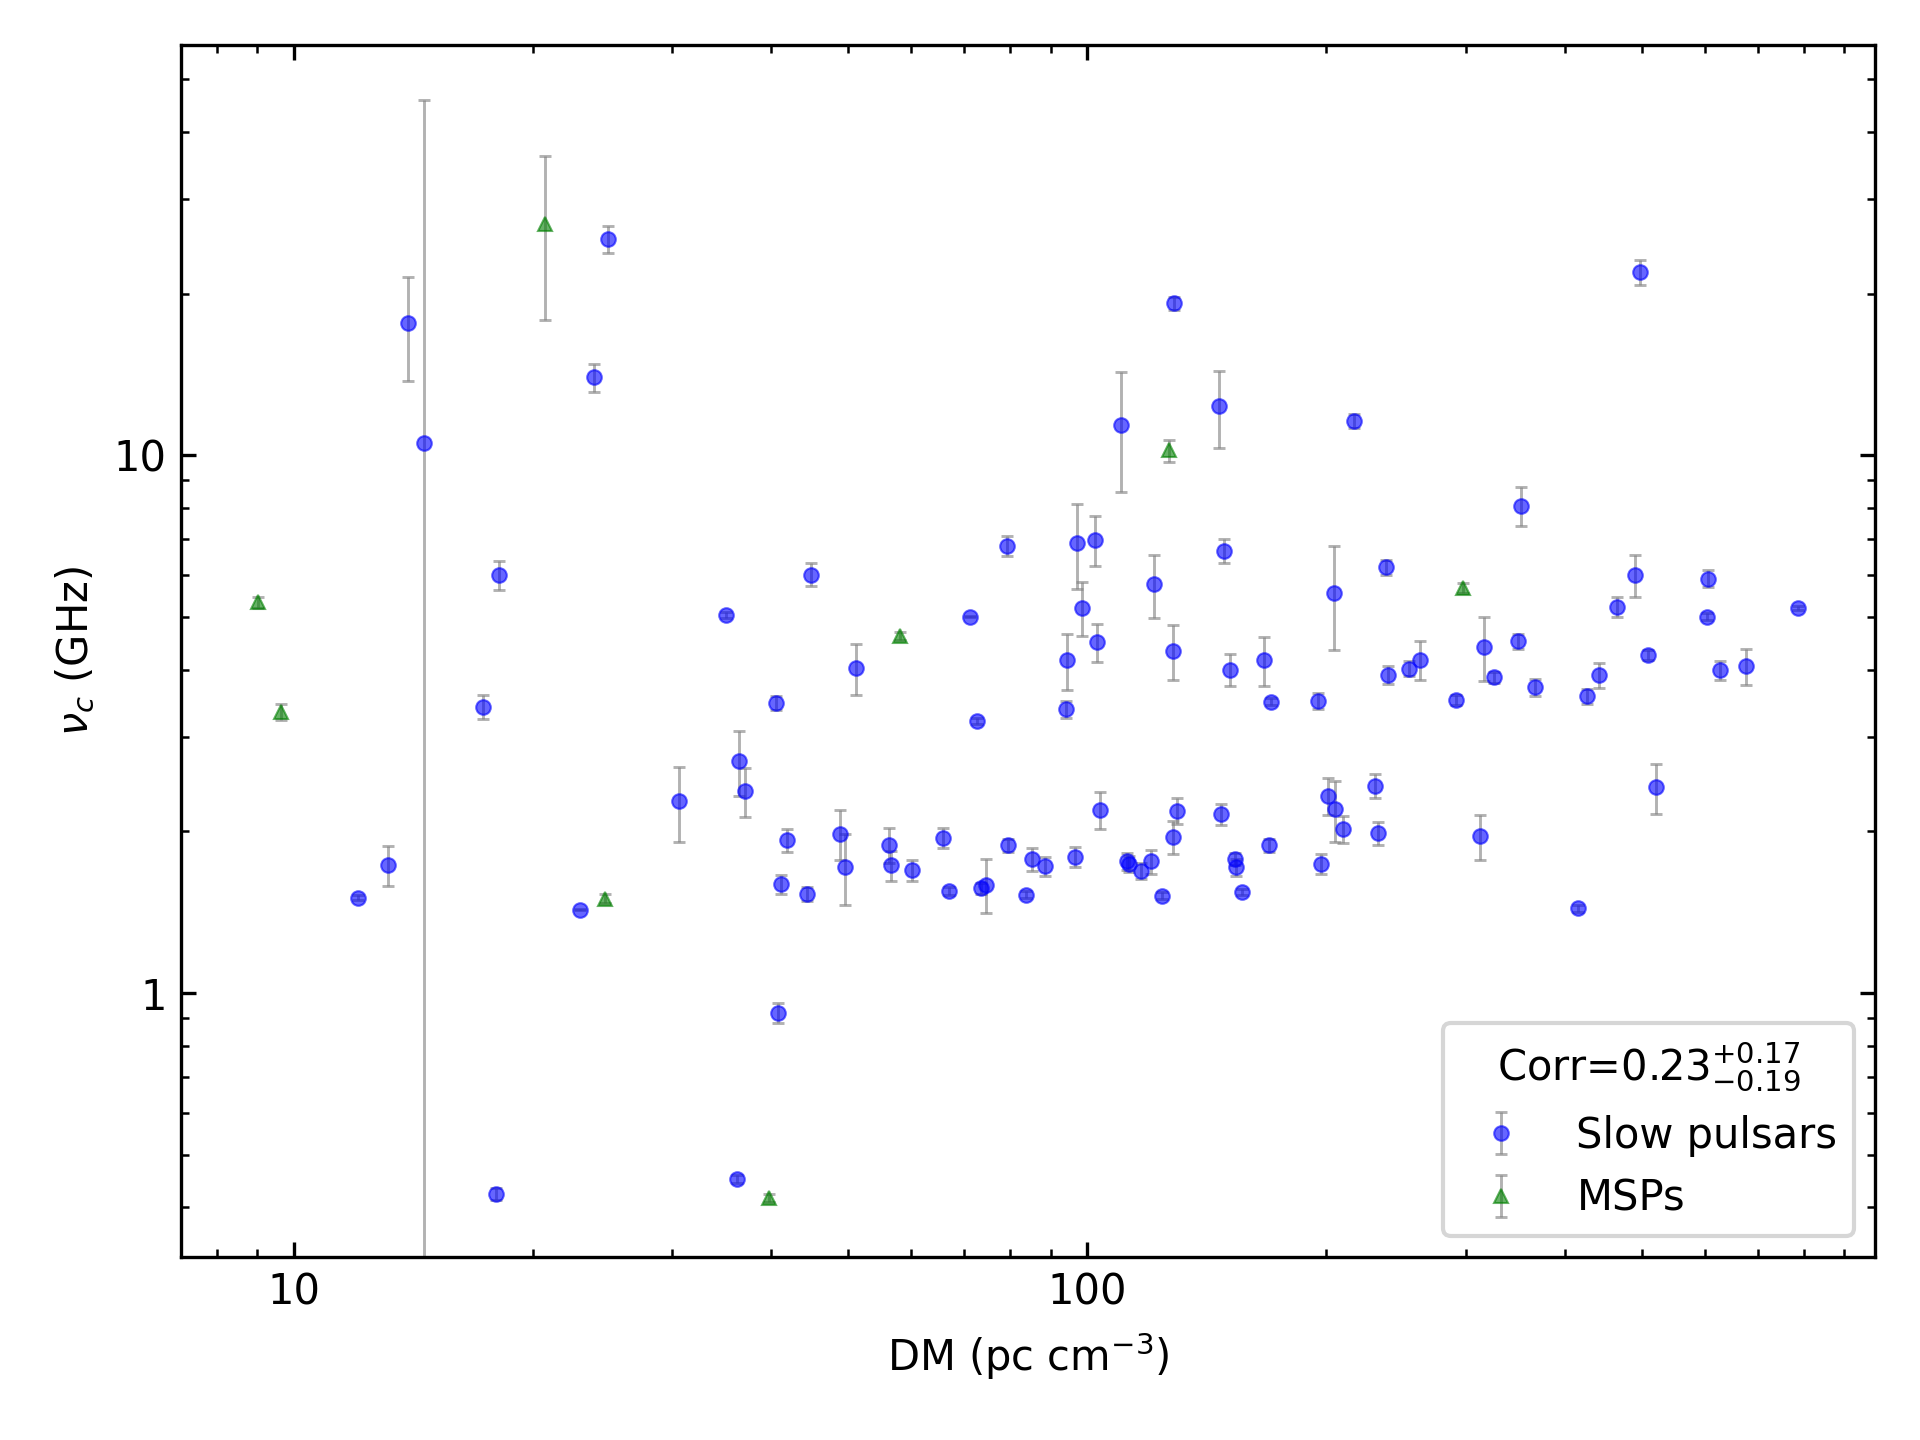 10
1
ν_c (GHz)
10
100
DM (pc cm⁻³)
Corr=0.23^{+0.17}_{−0.19}
Slow pulsars
MSPs